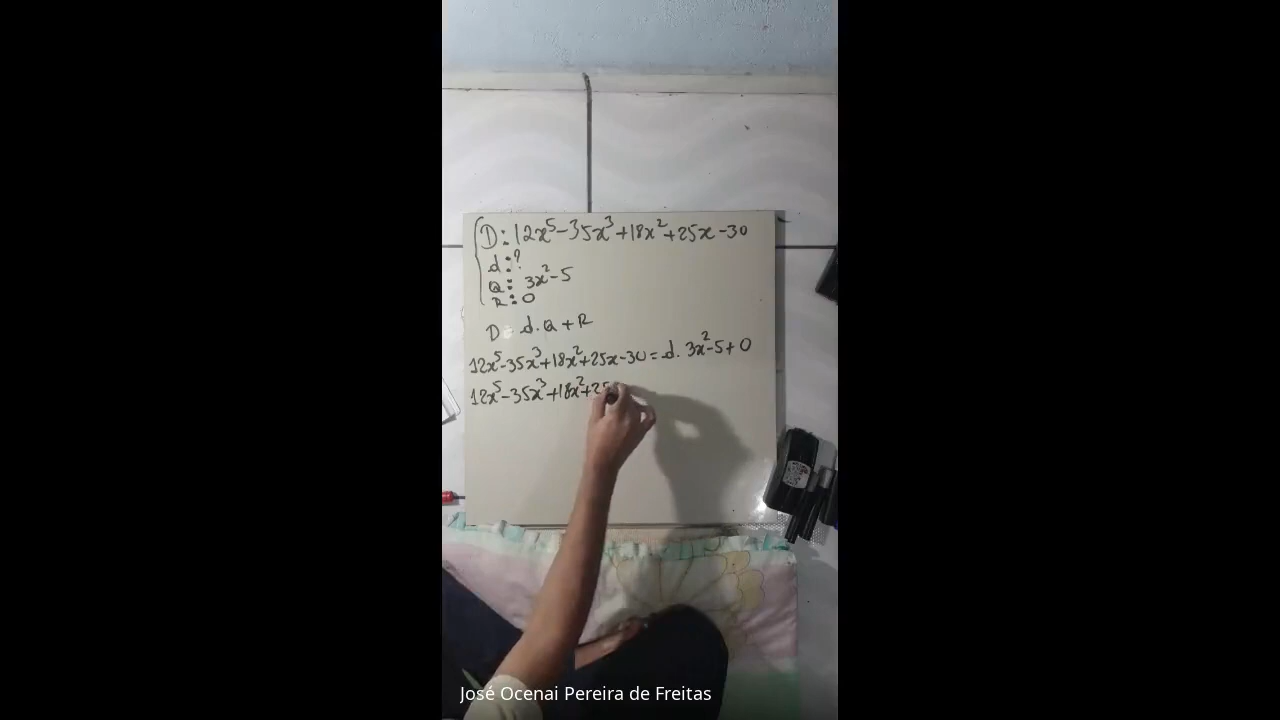 D: 12x⁵-35x³+18x²+25x-30
d: ?
Q: 3x²-5
R: 0
D= d.Q+R
12x⁵-35x³+18x²+25x-30=d. 3x²-5+0
12x⁵-35x³+18x²+25
José Ocenai Pereira de Freitas